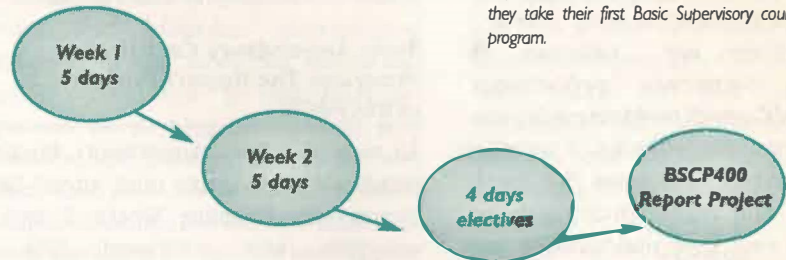 they take their first Basic Supervisory
program.
Week 1
5 days
Week 2
5 days
4 days
electives
BSCP400
Report Project